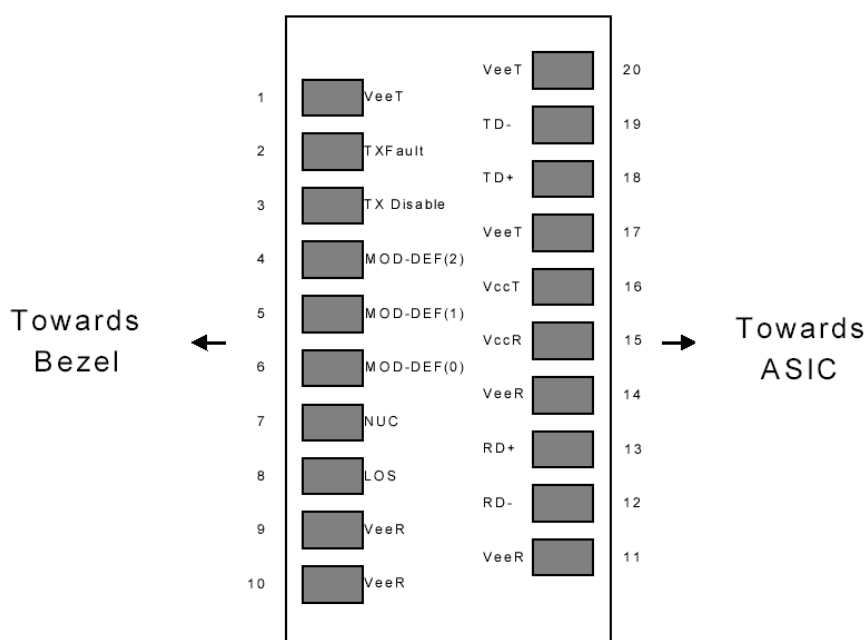 VeeT 20
1 VeeT
TD- 19
2 TXFault
TD+ 18
3 TX Disable
VeeT 17
4 MOD-DEF(2)
VccT 16
5 MOD-DEF(1)
Towards
Bezel
VccR 15
Towards
ASIC
6 MOD-DEF(0)
VeeR 14
7 NUC
RD+ 13
8 LOS
RD- 12
9 VeeR
VeeR 11
10 VeeR